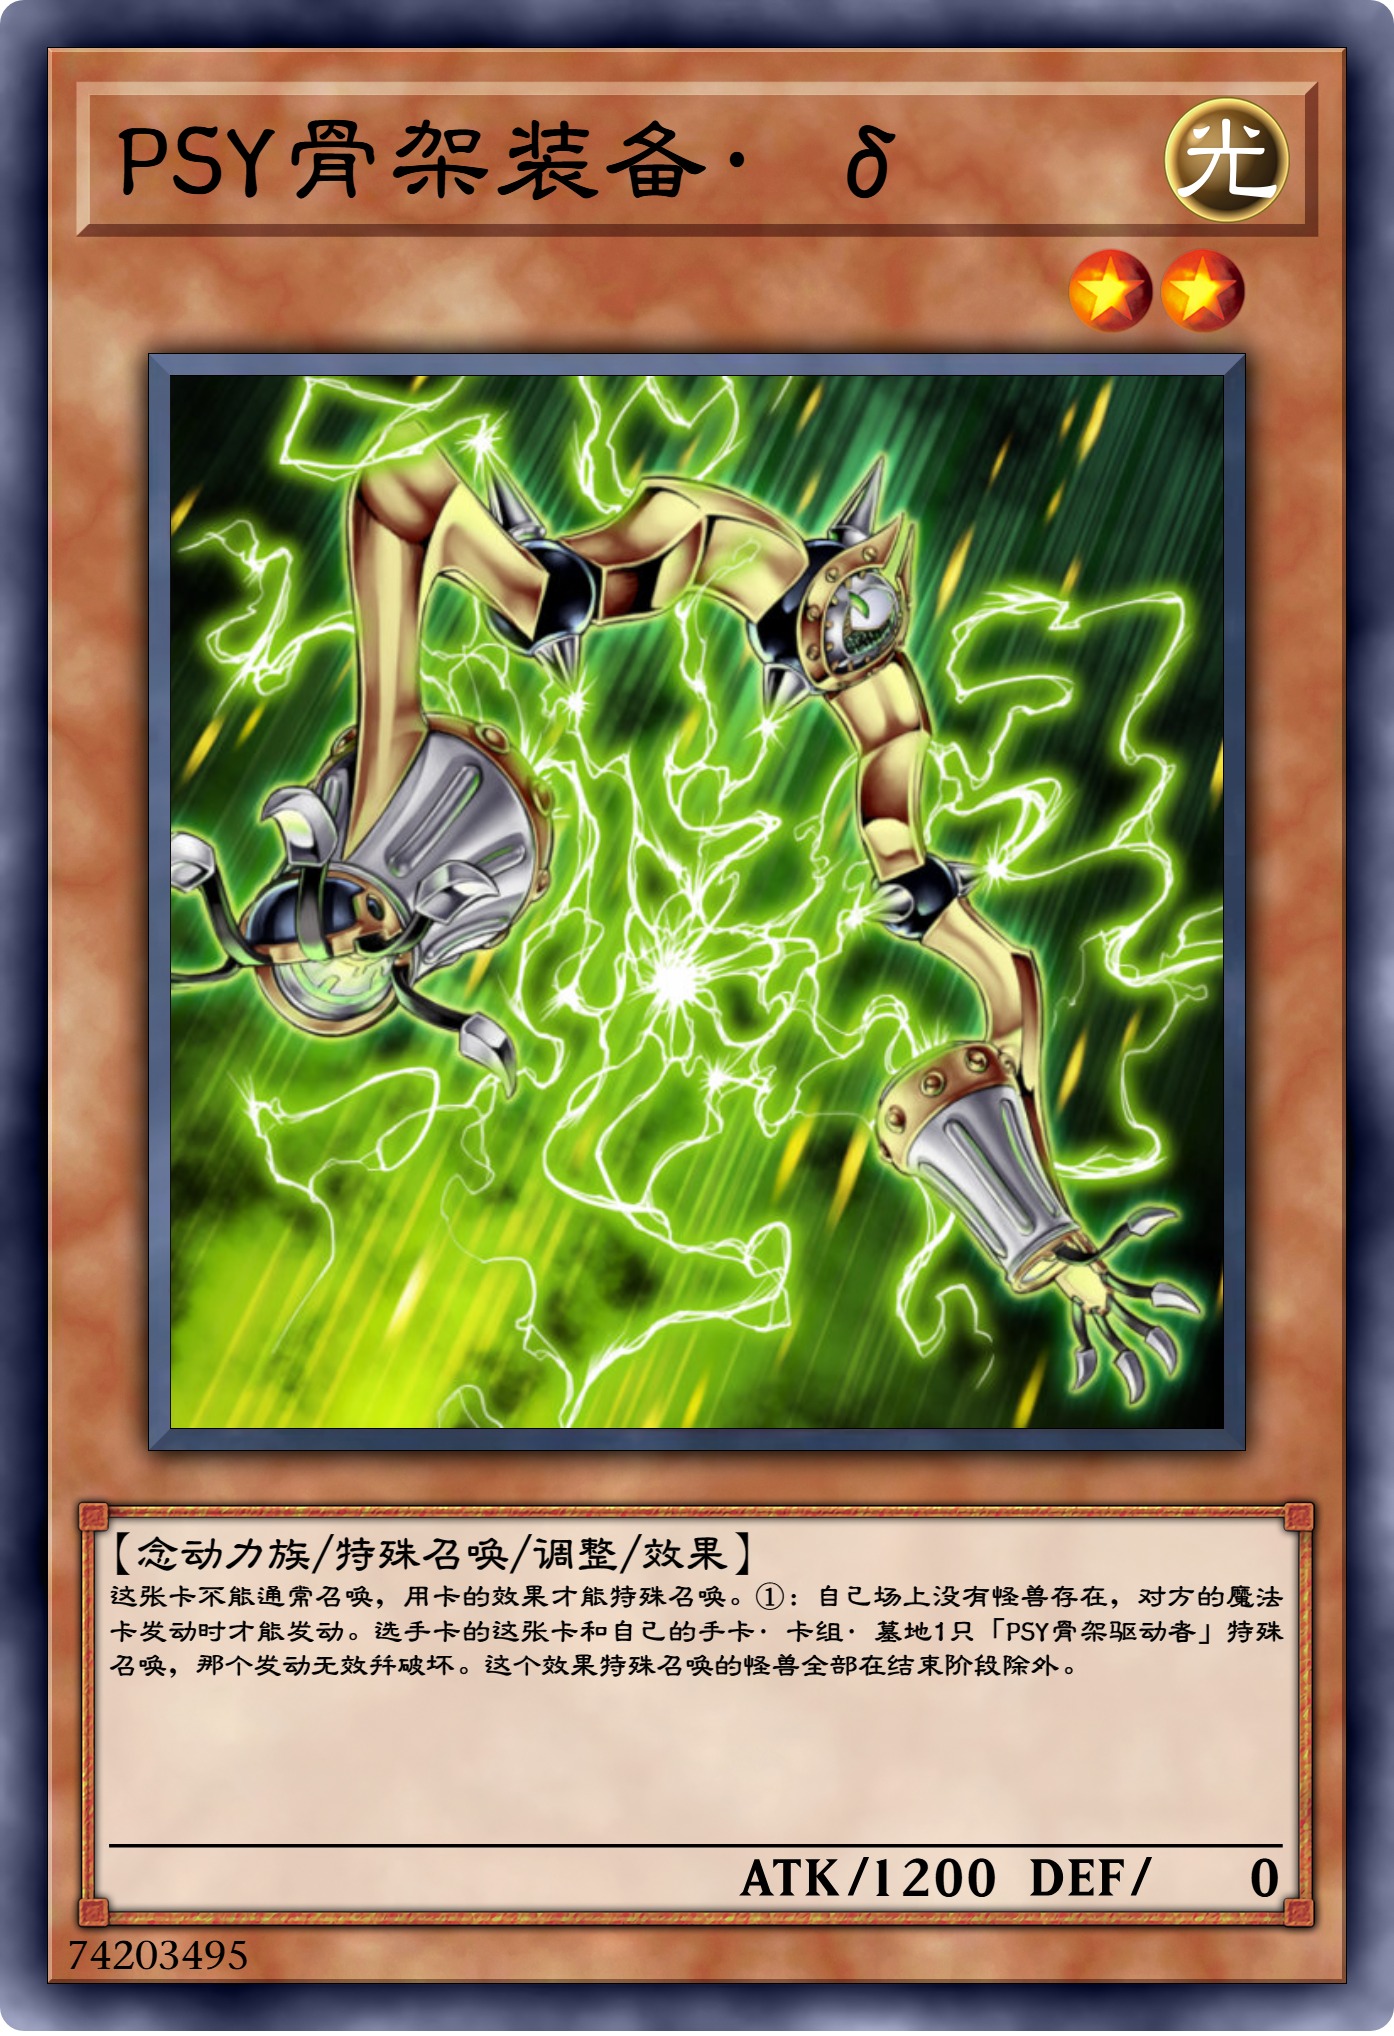 PSY骨架装备· δ
光
【念动力族/特殊召唤/调整/效果】
这张卡不能通常召唤，用卡的效果才能特殊召唤。①：自己场上没有怪兽存在，对方的魔法
卡发动时才能发动。选手卡的这张卡和自己的手卡·卡组·墓地1只「PSY骨架驱动者」特殊
召唤，那个发动无效并破坏。这个效果特殊召唤的怪兽全部在结束阶段除外。
ATK/1200 DEF/ 0
74203495